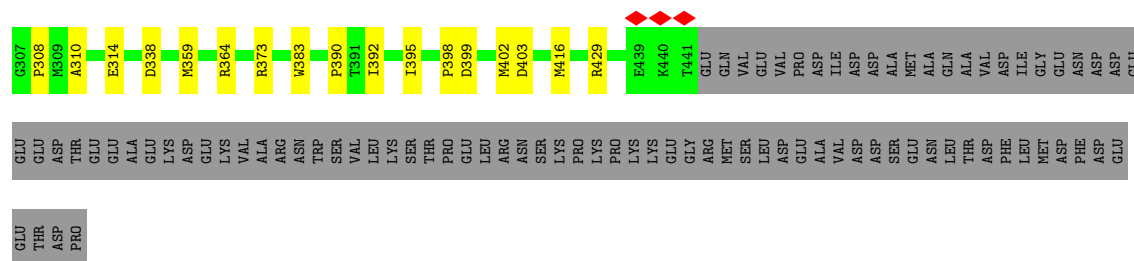 G307 P308 M309 A310 E314 D338 M359 R364 R373 W383 P390 T391 I392 I395 P398 D399 M402 D403 M416 R429 E439 K440 T441 GLU GLN VAL GLU VAL PRO ASP ILE ASP ASP ALA MET ALA GLN ALA VAL ASP ILE GLY GLU ASN ASP ASP GLU
GLU GLU ASP THR GLU GLU ALA GLU LYS ASP GLU LYS VAL ALA ARG ASN TRP SER VAL LEU LYS SER THR PRO GLU LEU ARG ASN SER LYS PRO LYS PRO LYS LYS GLU GLY ARG MET SER LEU ASP GLU ALA VAL ASP ASP SER GLU ASN LEU THR ASP PHE LEU MET ASP PHE ASP GLU
GLU THR ASP PRO